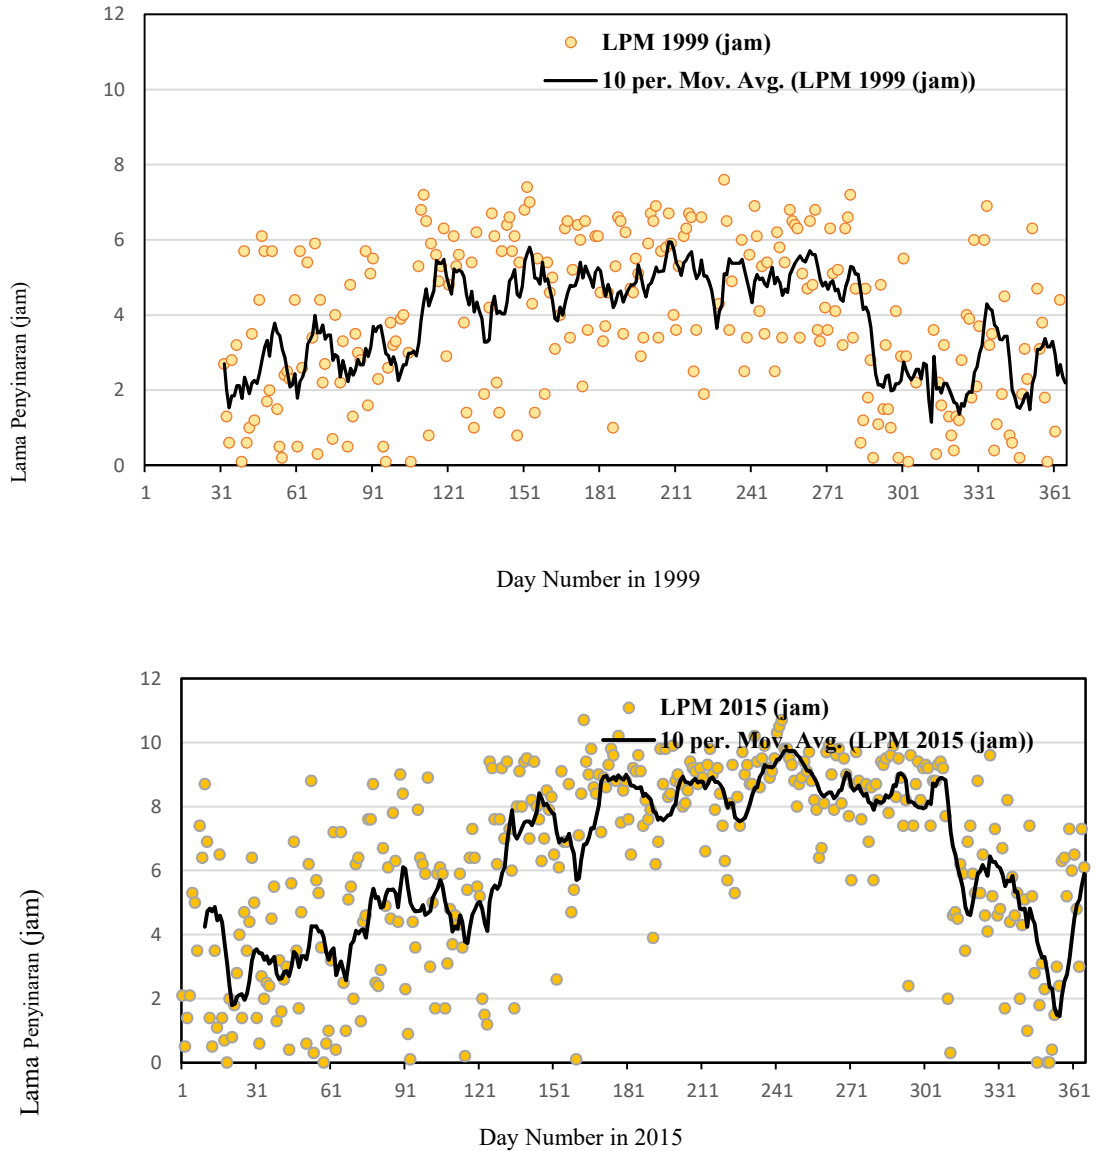 12
LPM 1999 (jam)
10 per. Mov. Avg. (LPM 1999 (jam))
10
8
6
4
2
0
1 31 61 91 121 151 181 211 241 271 301 331 361
Lama Penyinaran (jam)
Day Number in 1999
12
LPM 2015 (jam)
10 per. Mov. Avg. (LPM 2015 (jam))
10
8
6
4
2
0
1 31 61 91 121 151 181 211 241 271 301 331 361
Lama Penyinaran (jam)
Day Number in 2015